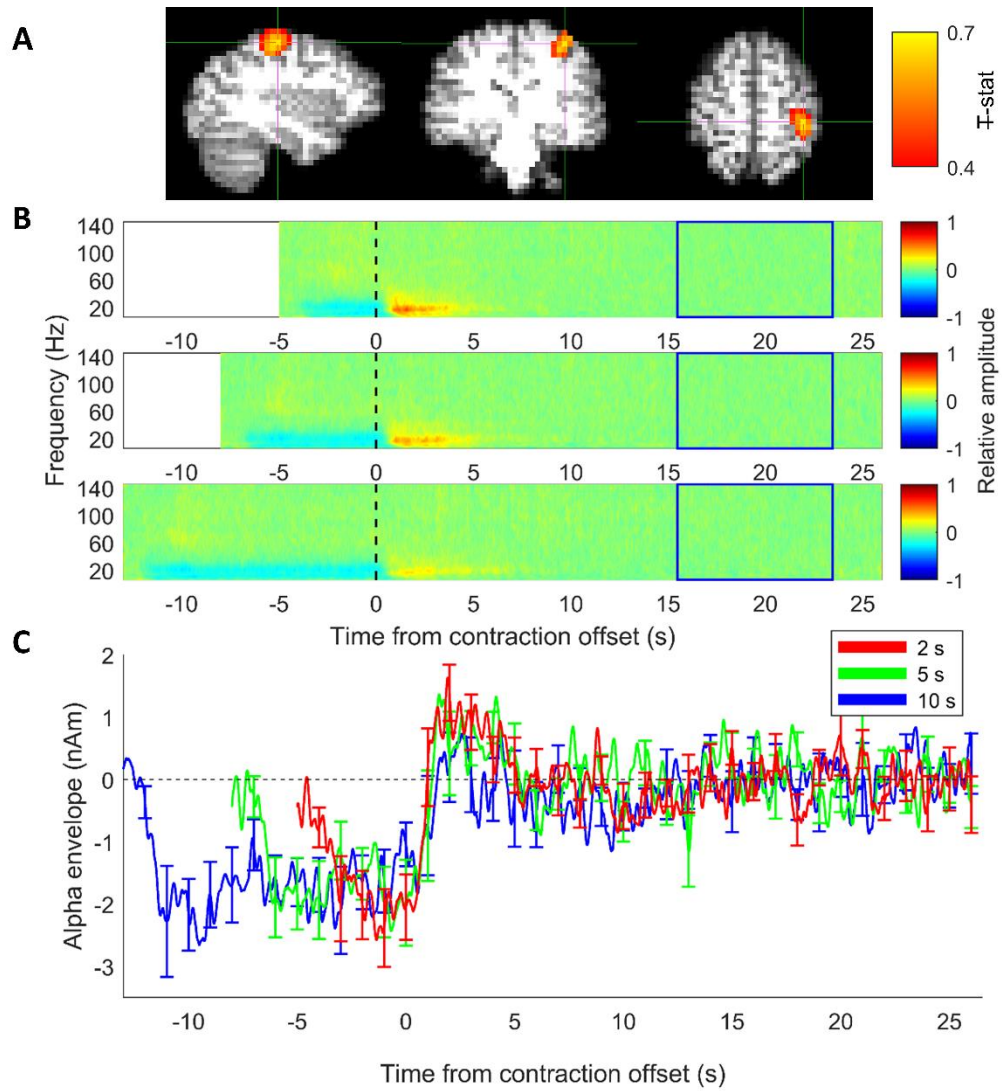 A
0.7
T-stat
0.4
B
140
100
60
20
1
0
-1
-10 -5 0 5 10 15 20 25
Frequency (Hz)
140
100
60
20
1
0
-1
Relative amplitude
-10 -5 0 5 10 15 20 25
140
100
60
20
1
0
-1
-10 -5 0 5 10 15 20 25
Time from contraction offset (s)
C
2 s
5 s
10 s
Alpha envelope (nAm)
2
1
0
-1
-2
-3
-10 -5 0 5 10 15 20 25
Time from contraction offset (s)